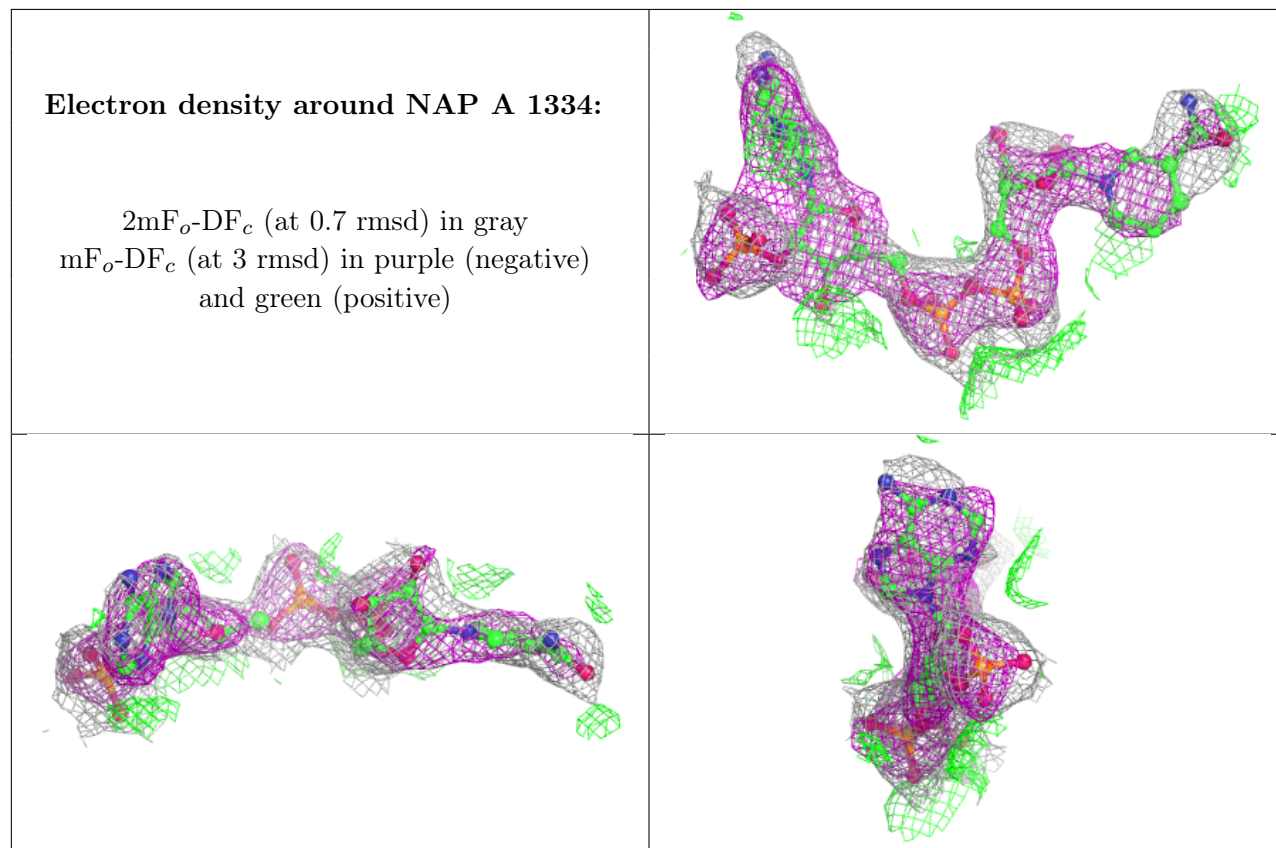 Electron density around NAP A 1334:
2mFo-DFc (at 0.7 rmsd) in gray
mFo-DFc (at 3 rmsd) in purple (negative)
and green (positive)